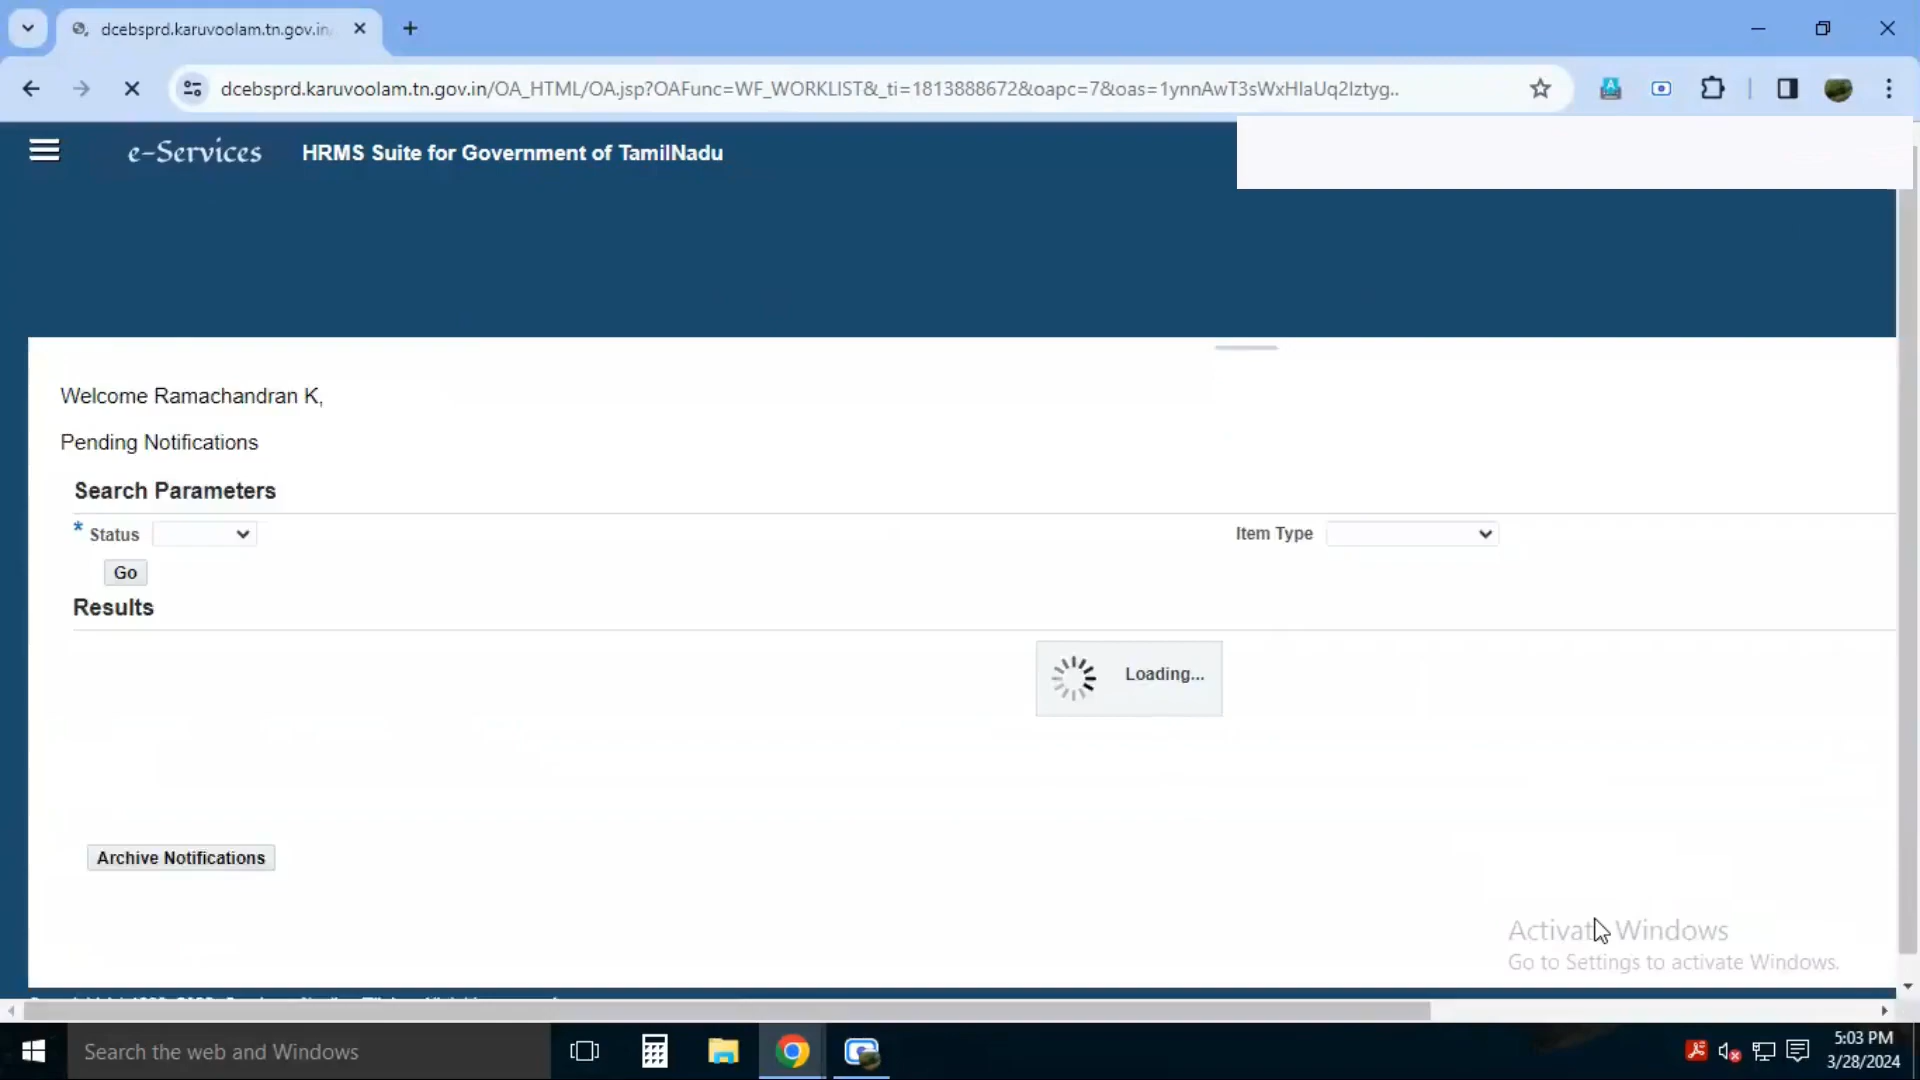 dcebsprd.karuvoolam.tn.gov.in
dcebsprd.karuvoolam.tn.gov.in/OA_HTML/OA.jsp?OAFunc=WF_WORKLIST&_ti=1813888672&oapc=7&oas=1ynnAwT3sWxHIaUq2Iztyg..
e-Services
HRMS Suite for Government of TamilNadu
Welcome Ramachandran K,
Pending Notifications
Search Parameters
* Status
Item Type
Go
Results
Loading...
Archive Notifications
Activate Windows
Go to Settings to activate Windows.
Search the web and Windows
5:03 PM
3/28/2024